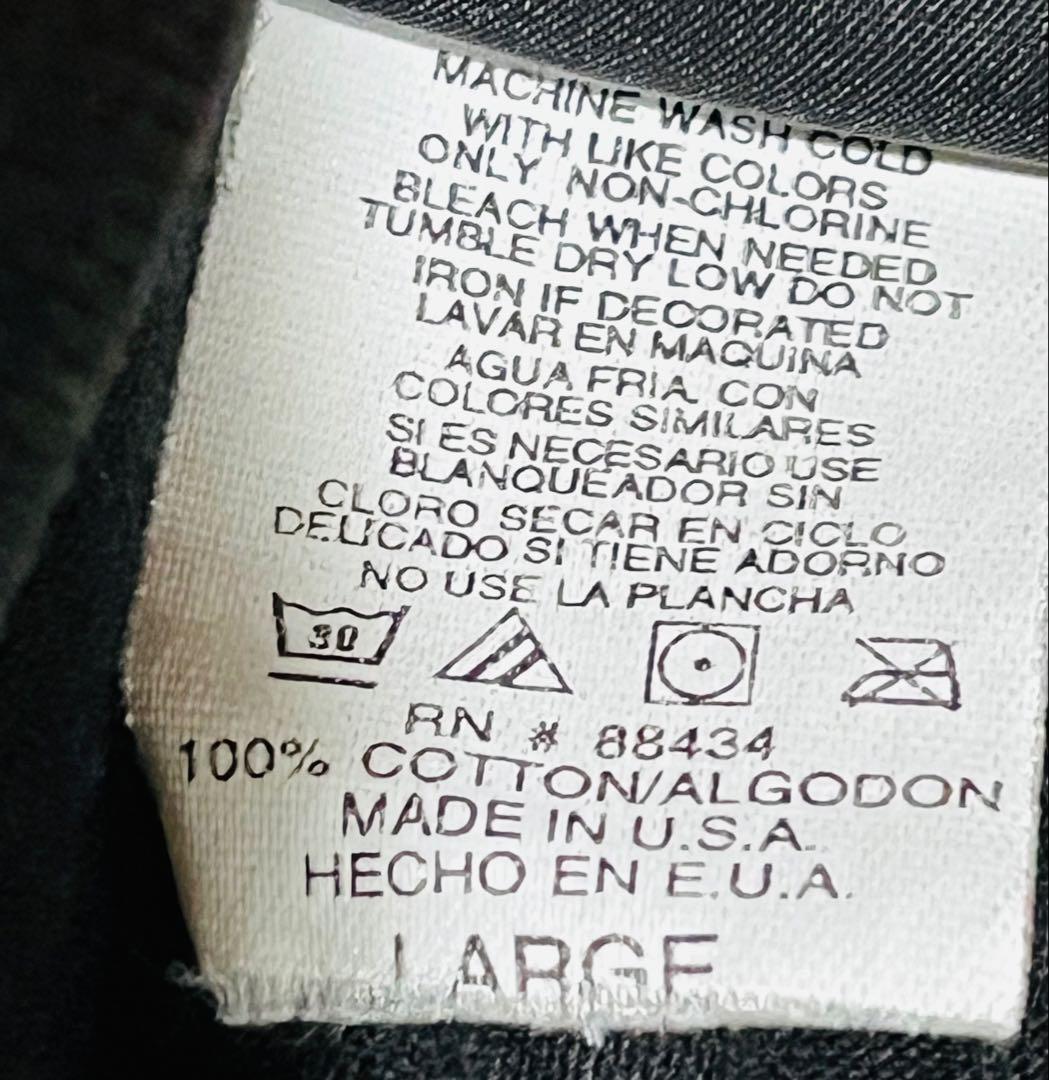 MACHINE WASH COLD
WITH LIKE COLORS
ONLY NON-CHLORINE
BLEACH WHEN NEEDED
TUMBLE DRY LOW DO NOT
IRON IF DECORATED
LAVAR EN MAQUINA
AGUA FRIA CON
COLORES SIMILARES
SI ES NECESARIO USE
BLANQUEADOR SIN
CLORO SECAR EN CICLO
DELICADO SI TIENE ADORNO
NO USE LA PLANCHA
30
RN # 88434
100% COTTON/ALGODON
MADE IN U.S.A.
HECHO EN E.U.A.
LARGE